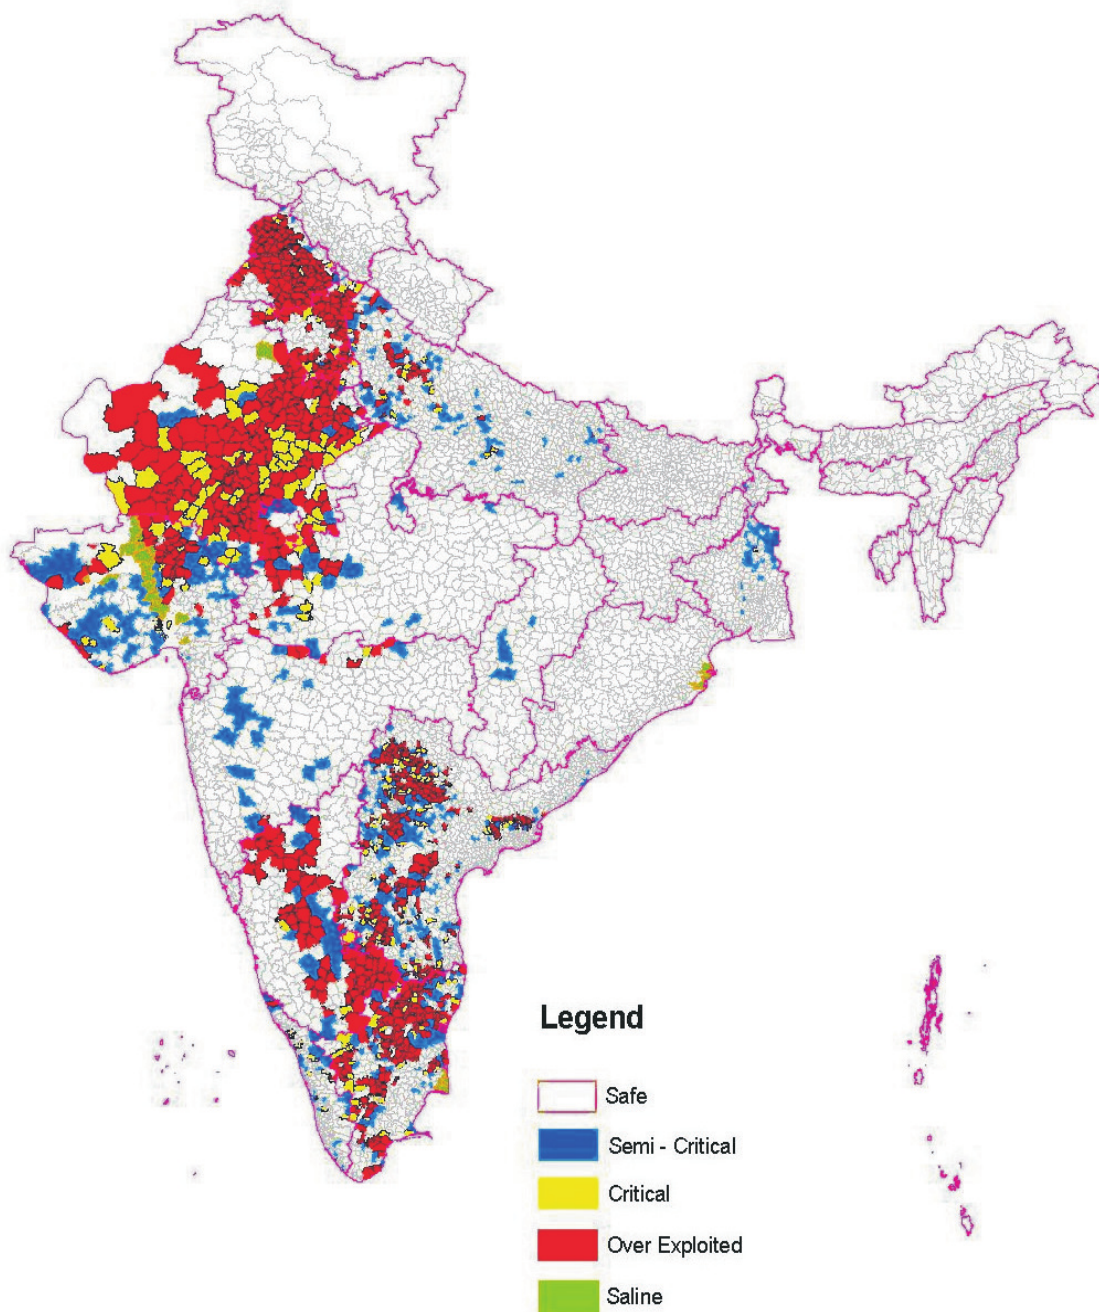 Legend
Safe
Semi - Critical
Critical
Over Exploited
Saline